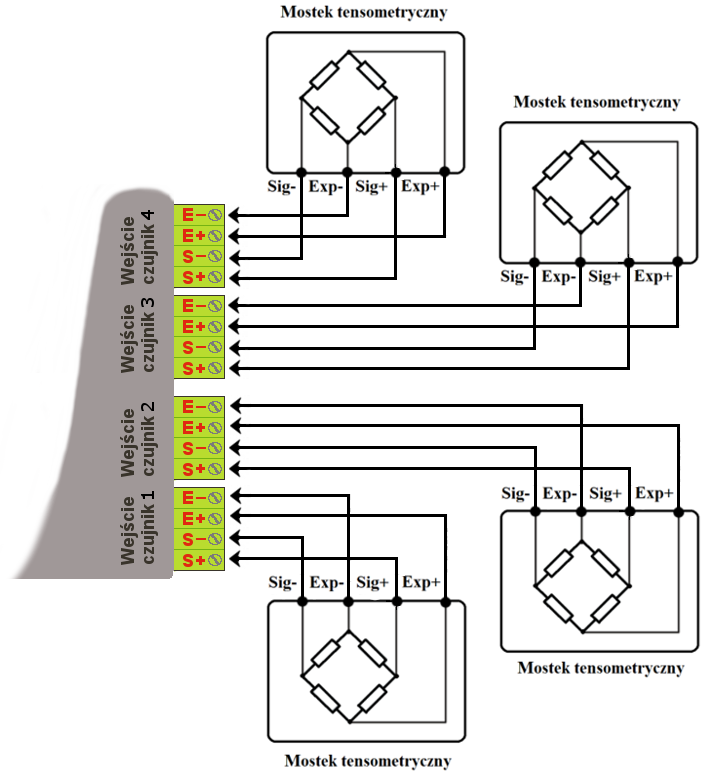 Mostek tensometryczny
Sig- Exp- Sig+ Exp+
Mostek tensometryczny
Sig- Exp- Sig+ Exp+
Wejście
czujnik 4
E-
E+
S-
S+
Wejście
czujnik 3
E-
E+
S-
S+
Wejście
czujnik 2
E-
E+
S-
S+
Wejście
czujnik 1
E-
E+
S-
S+
Sig- Exp- Sig+ Exp+
Mostek tensometryczny
Sig- Exp- Sig+ Exp+
Mostek tensometryczny